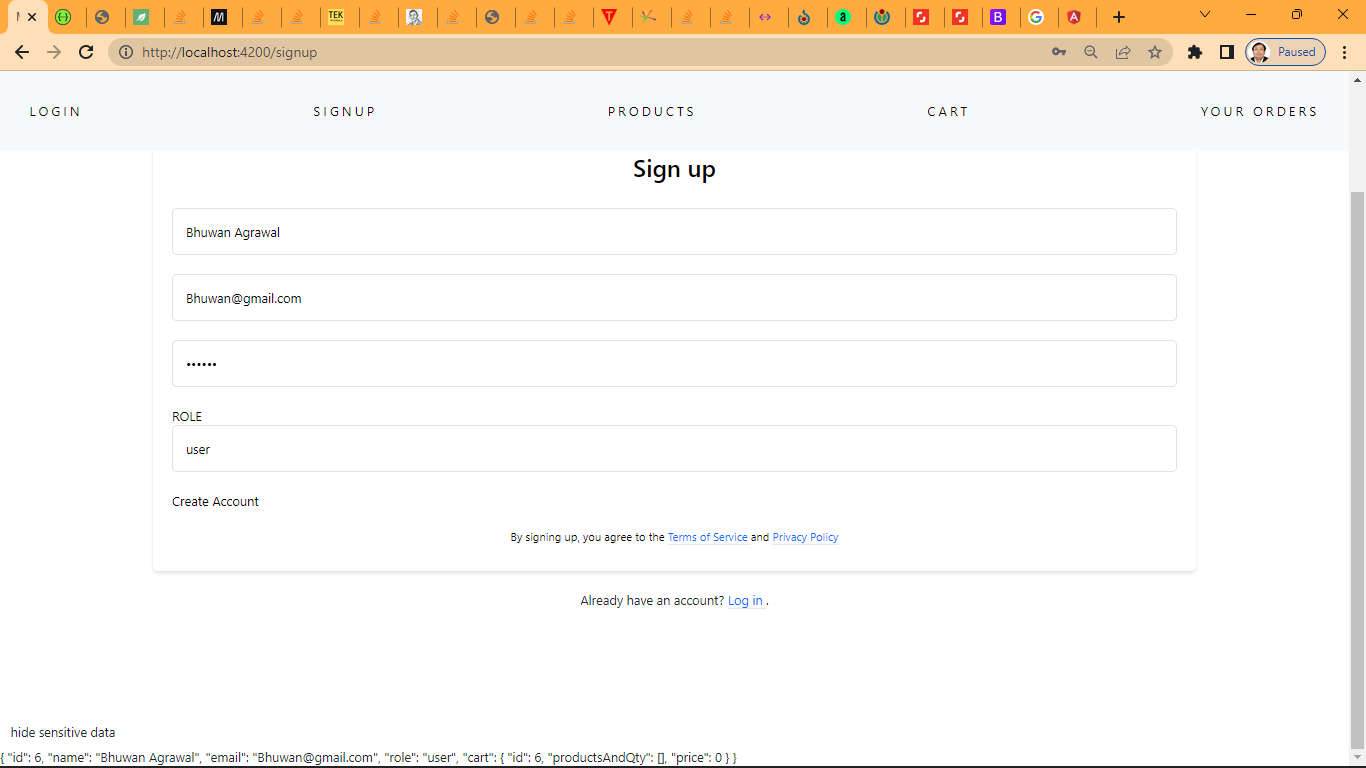 http://localhost:4200/signup
Paused
LOGIN SIGNUP PRODUCTS CART YOUR ORDERS
Sign up
Bhuwan Agrawal
Bhuwan@gmail.com
••••••
ROLE
user
Create Account
By signing up, you agree to the Terms of Service and Privacy Policy
Already have an account? Log in .
hide sensitive data
{ "id": 6, "name": "Bhuwan Agrawal", "email": "Bhuwan@gmail.com", "role": "user", "cart": { "id": 6, "productsAndQty": [], "price": 0 } }